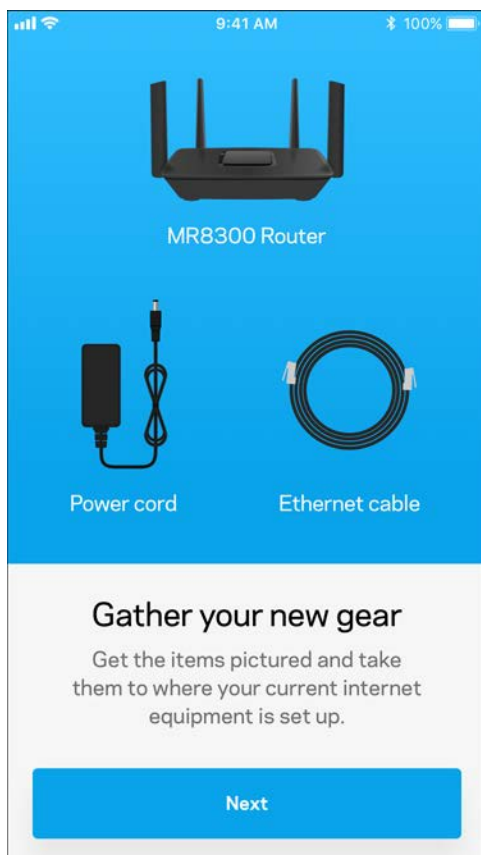 9:41 AM
100%
MR8300 Router
Power cord
Ethernet cable
Gather your new gear
Get the items pictured and take
them to where your current internet
equipment is set up.
Next